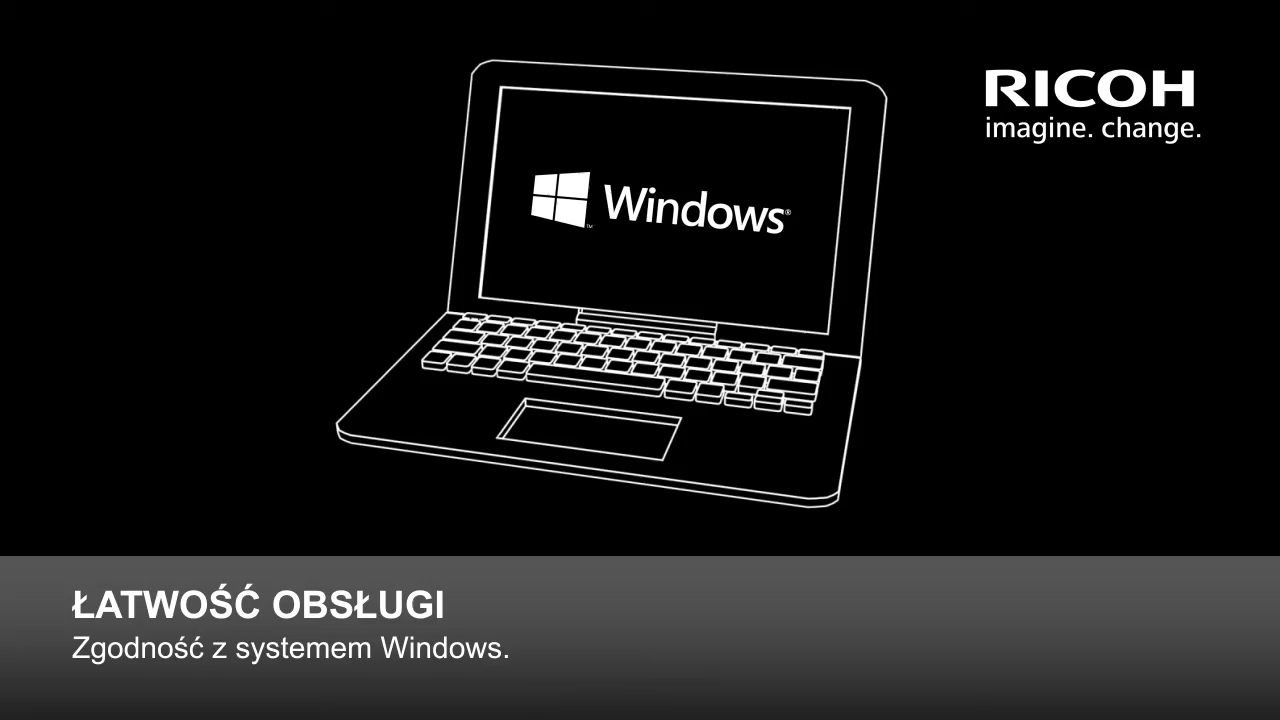 RICOH
imagine. change.
Windows®
ŁATWOŚĆ OBSŁUGI
Zgodność z systemem Windows.